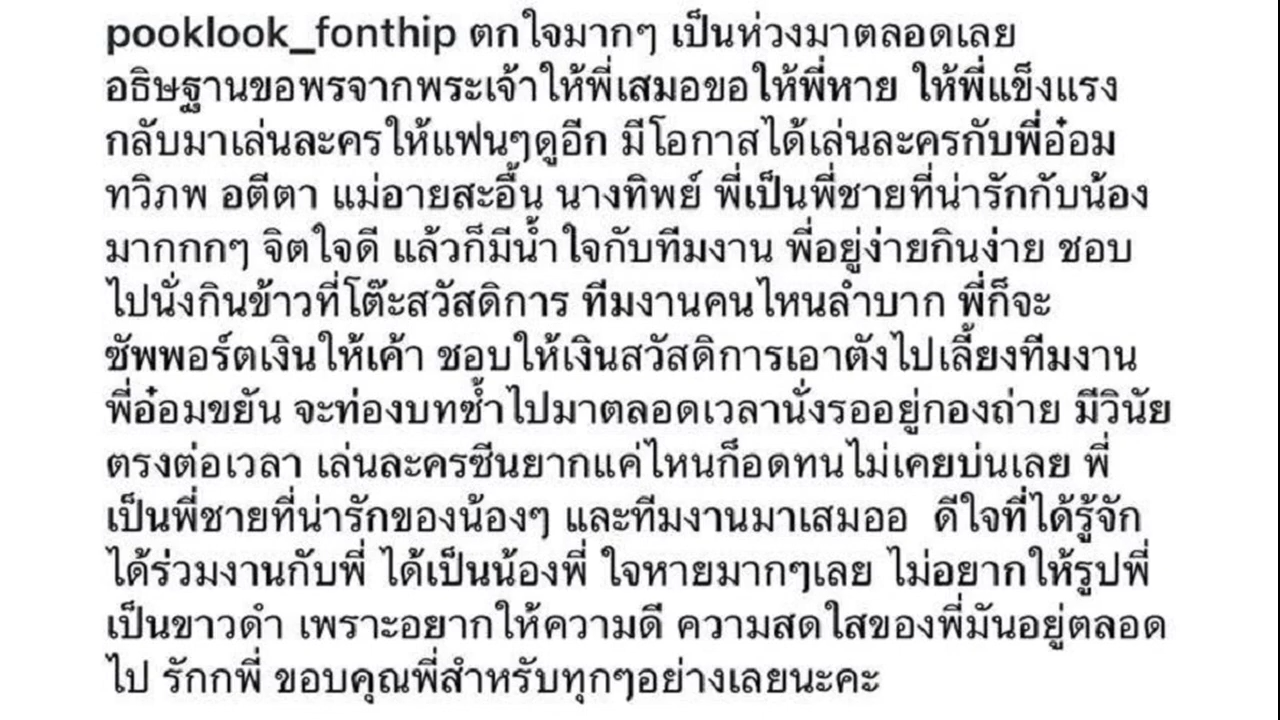 pooklook_fonthip ตกใจมากๆ เป็นห่วงมาตลอดเลย
อธิษฐานขอพรจากพระเจ้าให้พี่เสมอขอให้พี่หาย ให้พี่แข็งแรง
กลับมาเล่นละครให้แฟนๆดูอีก มีโอกาสได้เล่นละครกับพี่อ๋อม
ทวิภพ อตีตา แม่อายสะอื้น นางทิพย์ พี่เป็นพี่ชายที่น่ารักกับน้อง
มากกกๆ จิตใจดี แล้วก็มีน้ำใจกับทีมงาน พี่อยู่ง่ายกินง่าย ชอบ
ไปนั่งกินข้าวที่โต๊ะสวัสดิการ ทีมงานคนไหนลำบาก พี่ก็จะ
ซัพพอร์ตเงินให้เค้า ชอบให้เงินสวัสดิการเอาตังไปเลี้ยงทีมงาน
พี่อ๋อมขยัน จะท่องบทซ้ำไปมาตลอดเวลานั่งรออยู่กองถ่าย มีวินัย
ตรงต่อเวลา เล่นละครซีนยากแค่ไหนก็อดทนไม่เคยบ่นเลย พี่
เป็นพี่ชายที่น่ารักของน้องๆ และทีมงานมาเสมออ  ดีใจที่ได้รู้จัก
ได้ร่วมงานกับพี่ ได้เป็นน้องพี่ ใจหายมากๆเลย ไม่อยากให้รูปพี่
เป็นขาวดำ เพราะอยากให้ความดี ความสดใสของพี่มันอยู่ตลอด
ไป รักกพี่ ขอบคุณพี่สำหรับทุกๆอย่างเลยนะคะ